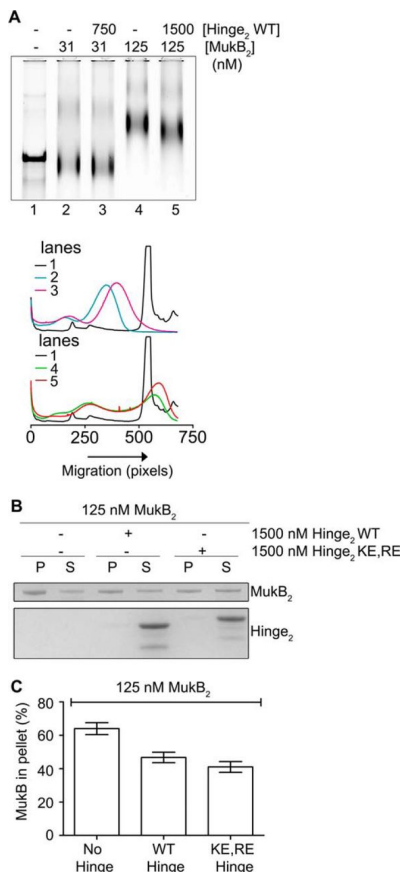 A
- - 750 - 1500 [Hinge₂ WT]
- 31 31 125 125 [MukB₂]
(nM)
1 2 3 4 5
lanes
1
2
3
lanes
1
4
5
0 250 500 750
Migration (pixels)
B
125 nM MukB₂
- + - 1500 nM Hinge₂ WT
- - + 1500 nM Hinge₂ KE,RE
P S P S P S
MukB₂
Hinge₂
C
125 nM MukB₂
MukB in pellet (%)
80
60
40
20
0
No Hinge
WT Hinge
KE,RE Hinge